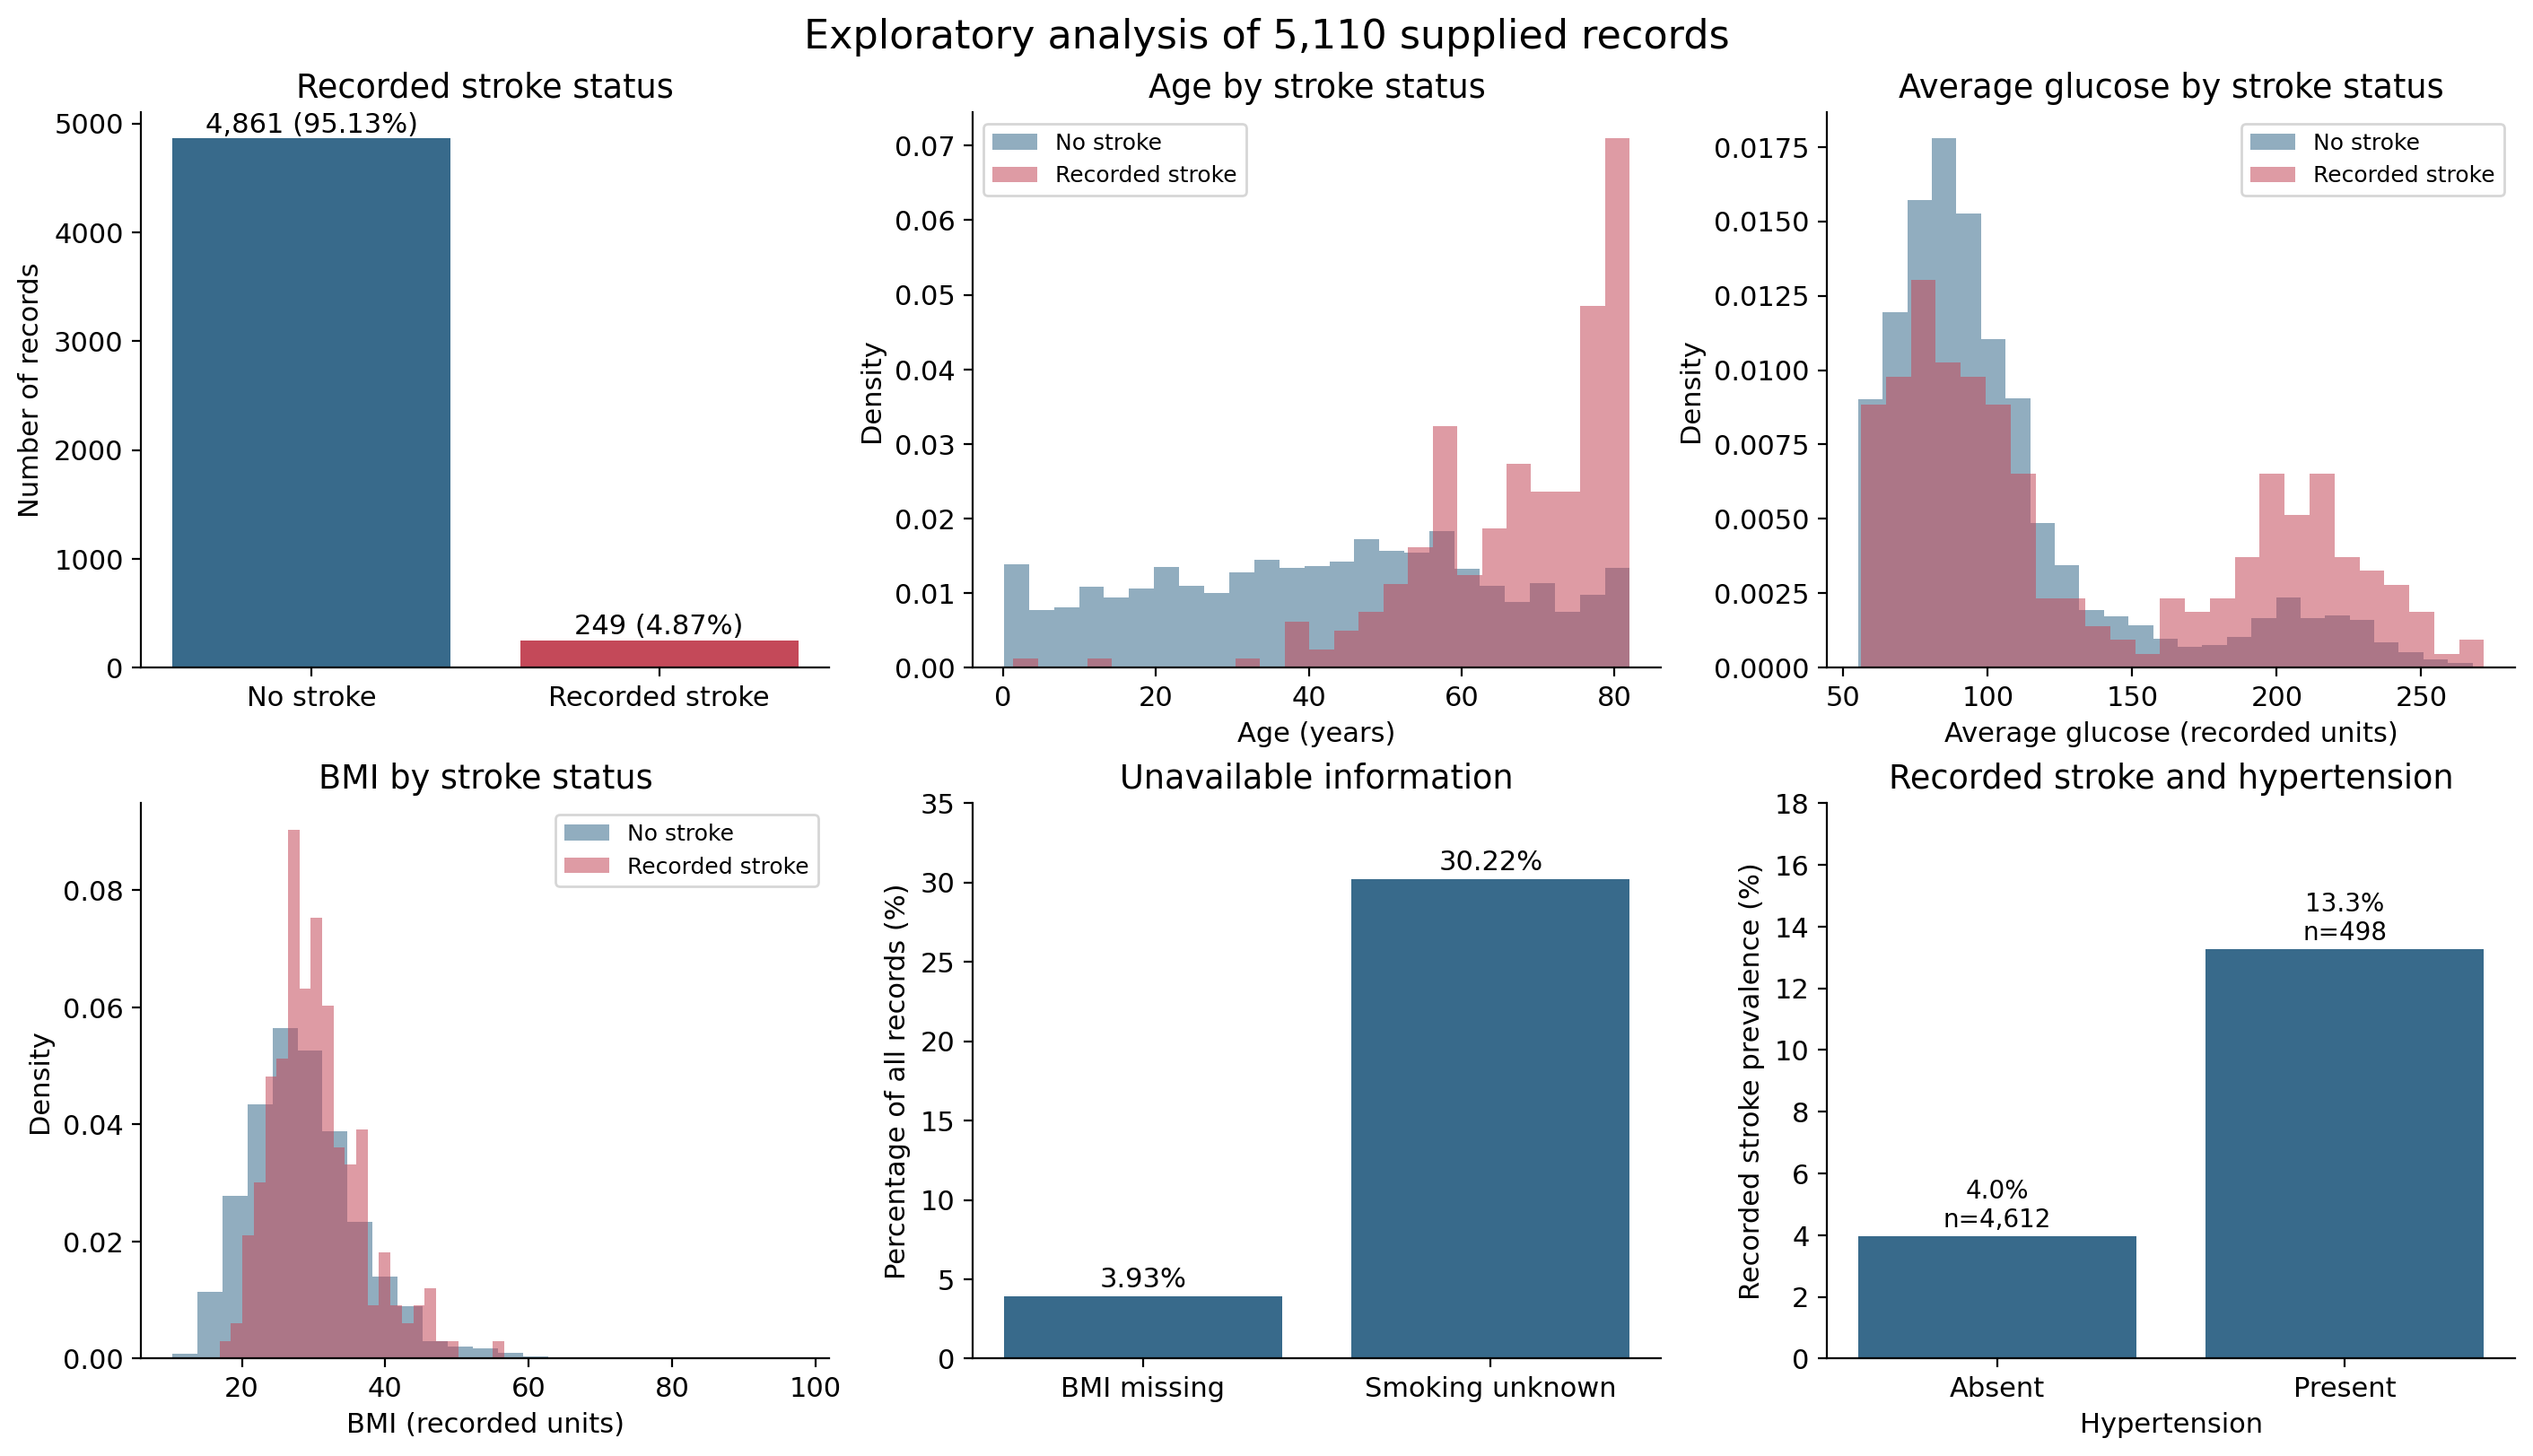 Exploratory analysis of 5,110 supplied records
Recorded stroke status
Number of records
5000
4000
3000
2000
1000
0
4,861 (95.13%)
249 (4.87%)
No stroke
Recorded stroke
Age by stroke status
No stroke
Recorded stroke
Density
0.07
0.06
0.05
0.04
0.03
0.02
0.01
0.00
0
20
40
60
80
Age (years)
Average glucose by stroke status
No stroke
Recorded stroke
Density
0.0175
0.0150
0.0125
0.0100
0.0075
0.0050
0.0025
0.0000
50
100
150
200
250
Average glucose (recorded units)
BMI by stroke status
No stroke
Recorded stroke
Density
0.08
0.06
0.04
0.02
0.00
20
40
60
80
100
BMI (recorded units)
Unavailable information
Percentage of all records (%)
35
30
25
20
15
10
5
0
3.93%
30.22%
BMI missing
Smoking unknown
Recorded stroke and hypertension
Recorded stroke prevalence (%)
18
16
14
12
10
8
6
4
2
0
4.0%
n=4,612
13.3%
n=498
Absent
Present
Hypertension